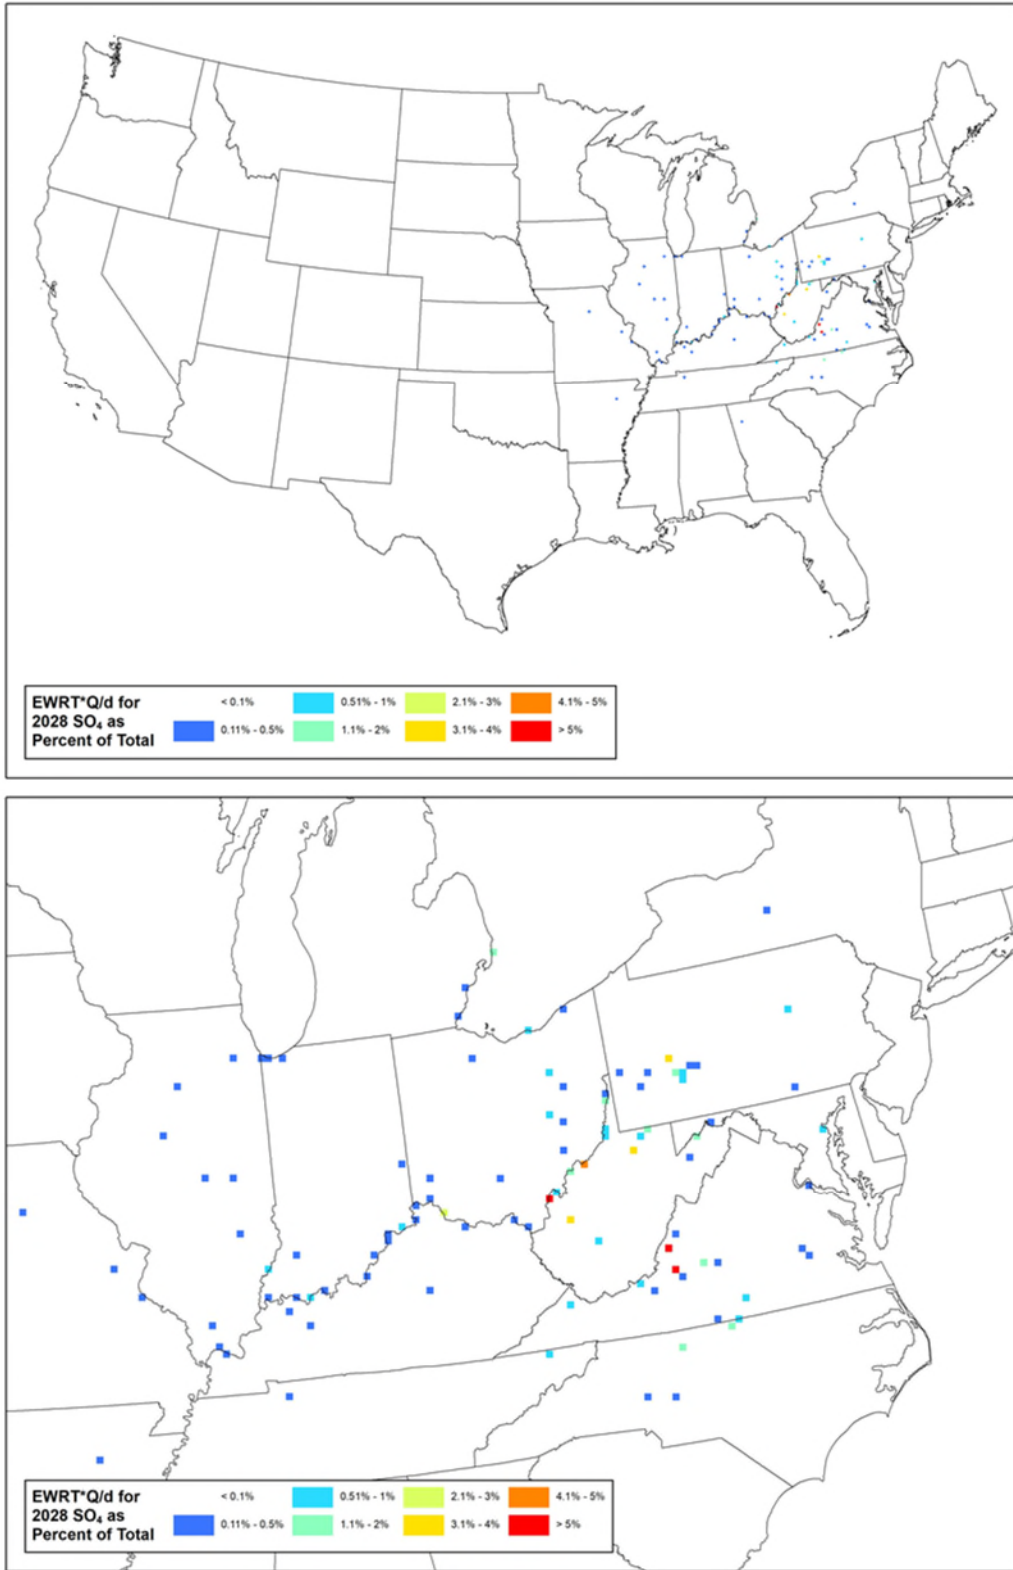 EWRT*Q/d for
2028 SO₄ as
Percent of Total
< 0.1%
0.51% - 1%
2.1% - 3%
4.1% - 5%
0.11% - 0.5%
1.1% - 2%
3.1% - 4%
> 5%
EWRT*Q/d for
2028 SO₄ as
Percent of Total
< 0.1%
0.51% - 1%
2.1% - 3%
4.1% - 5%
0.11% - 0.5%
1.1% - 2%
3.1% - 4%
> 5%